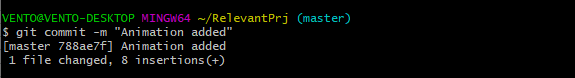 VENTO@VENTO-DESKTOP MINGW64 ~/RelevantPrj (master)
$ git commit -m "Animation added"
[master 788ae7f] Animation added
 1 file changed, 8 insertions(+)